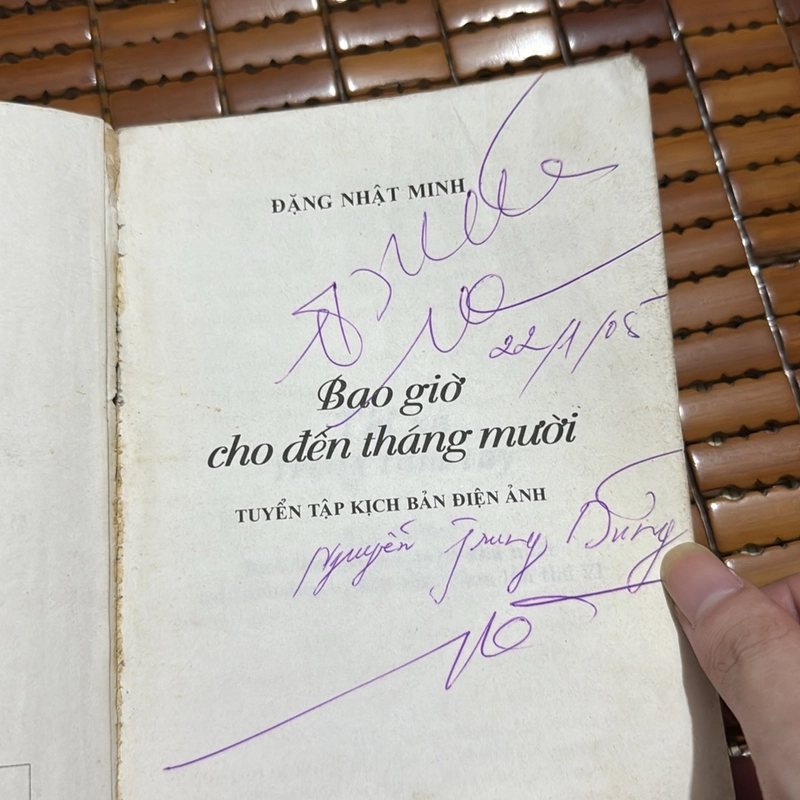 ĐẶNG NHẬT MINH
22/1/05
Bao giờ
cho đến tháng mười
TUYỂN TẬP KỊCH BẢN ĐIỆN ẢNH
Nguyễn Trung Dũng